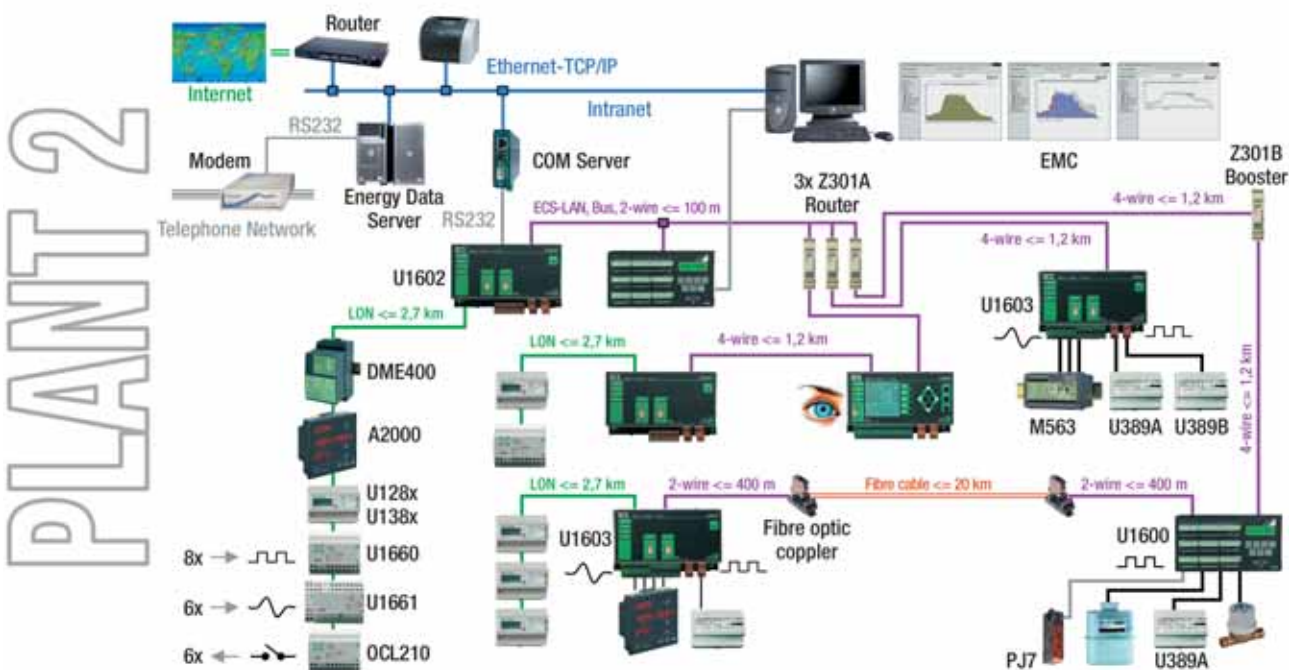 PLANT 2
Router
Internet
Ethernet-TCP/IP
Intranet
RS232
Modem
Telephone Network
Energy Data
Server
COM Server
RS232
EMC
Z301B
Booster
3x Z301A
Router
ECS-LAN, Bus, 2-wire <= 100 m
4-wire <= 1,2 km
4-wire <= 1,2 km
U1602
U1603
LON <= 2,7 km
DME400
LON <= 2,7 km
4-wire <= 1,2 km
4-wire <= 1,2 km
M563
U389A
U389B
A2000
U128x
U138x
LON <= 2,7 km
2-wire <= 400 m
Fibre cable <= 20 km
2-wire <= 400 m
U1603
Fibre optic
coppler
U1600
8x
U1660
6x
U1661
6x
OCL210
PJ7
U389A